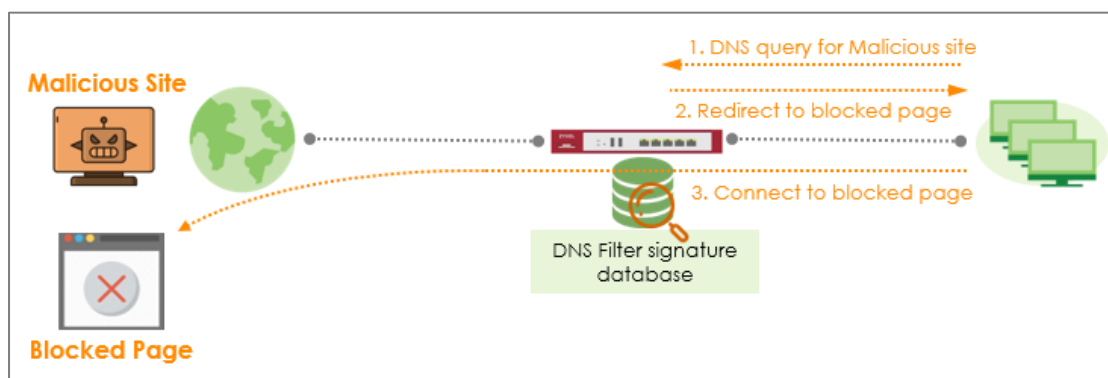 1. DNS query for Malicious site
Malicious Site
2. Redirect to blocked page
ZYXEL
3. Connect to blocked page
DNS Filter signature
database
Blocked Page